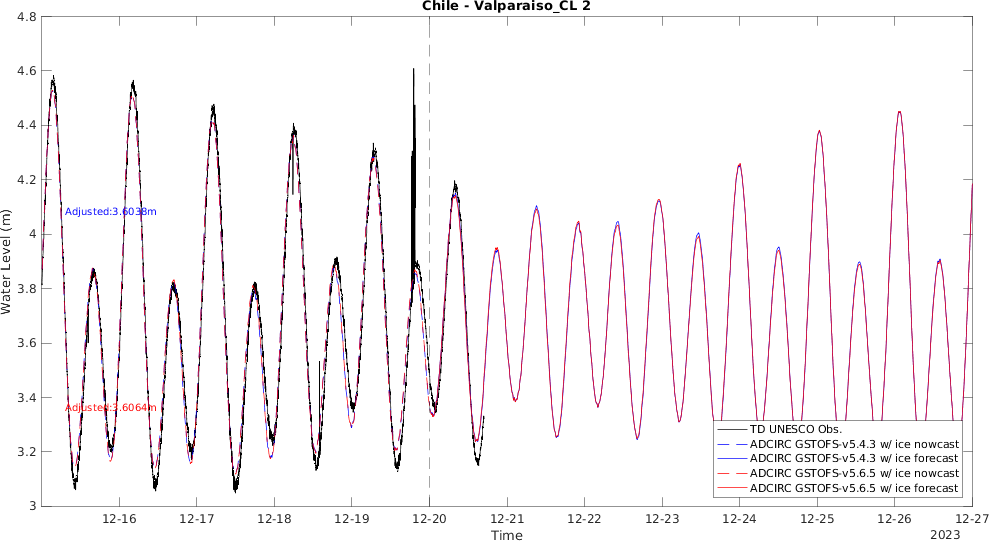 Chile - Valparaiso_CL 2
Water Level (m)
4.8
4.6
4.4
4.2
4
3.8
3.6
3.4
3.2
3
Adjusted:3.6038m
Adjusted:3.6064m
TD UNESCO Obs.
ADCIRC GSTOFS-v5.4.3 w/ ice nowcast
ADCIRC GSTOFS-v5.4.3 w/ ice forecast
ADCIRC GSTOFS-v5.6.5 w/ ice nowcast
ADCIRC GSTOFS-v5.6.5 w/ ice forecast
12-16 12-17 12-18 12-19 12-20 12-21 12-22 12-23 12-24 12-25 12-26 12-27
Time
2023